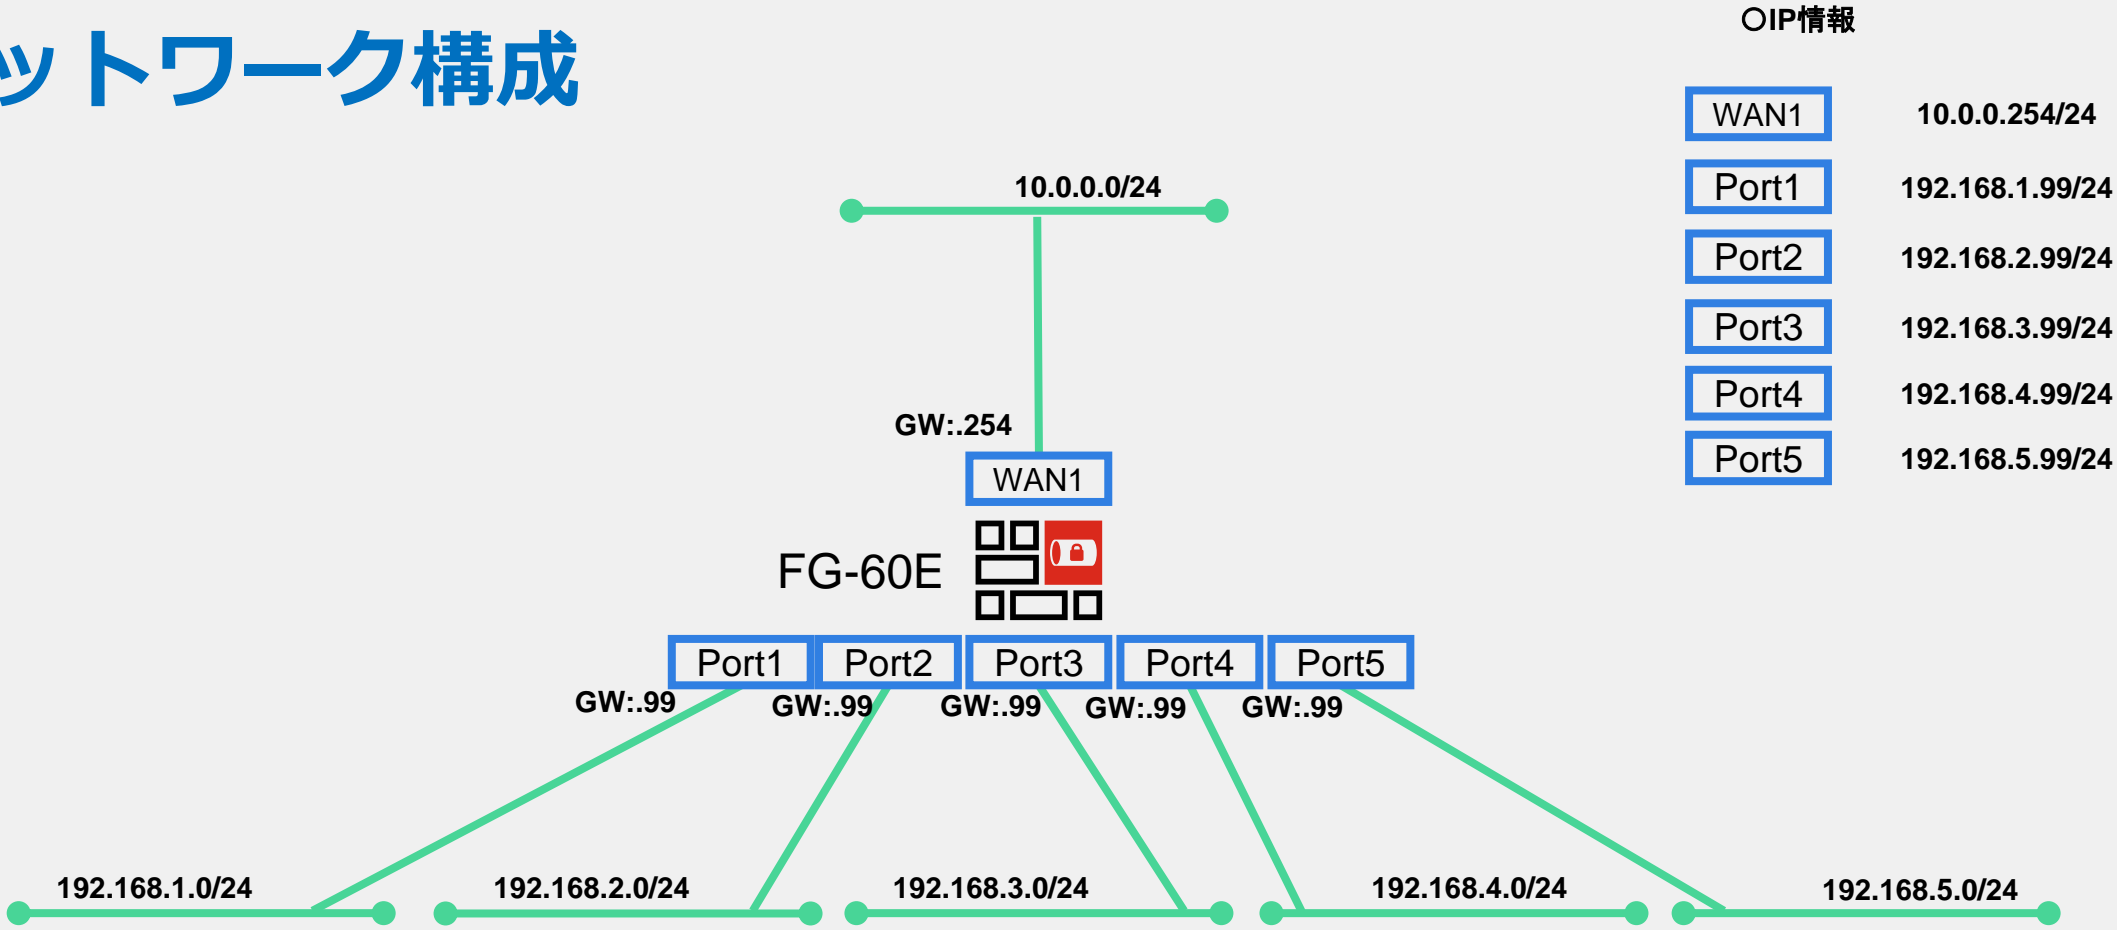 ットワーク構成
〇IP情報
WAN1 10.0.0.254/24
Port1 192.168.1.99/24
Port2 192.168.2.99/24
Port3 192.168.3.99/24
Port4 192.168.4.99/24
Port5 192.168.5.99/24
10.0.0.0/24
GW:.254
WAN1
FG-60E
Port1 Port2 Port3 Port4 Port5
GW:.99 GW:.99 GW:.99 GW:.99 GW:.99
192.168.1.0/24 192.168.2.0/24 192.168.3.0/24 192.168.4.0/24 192.168.5.0/24